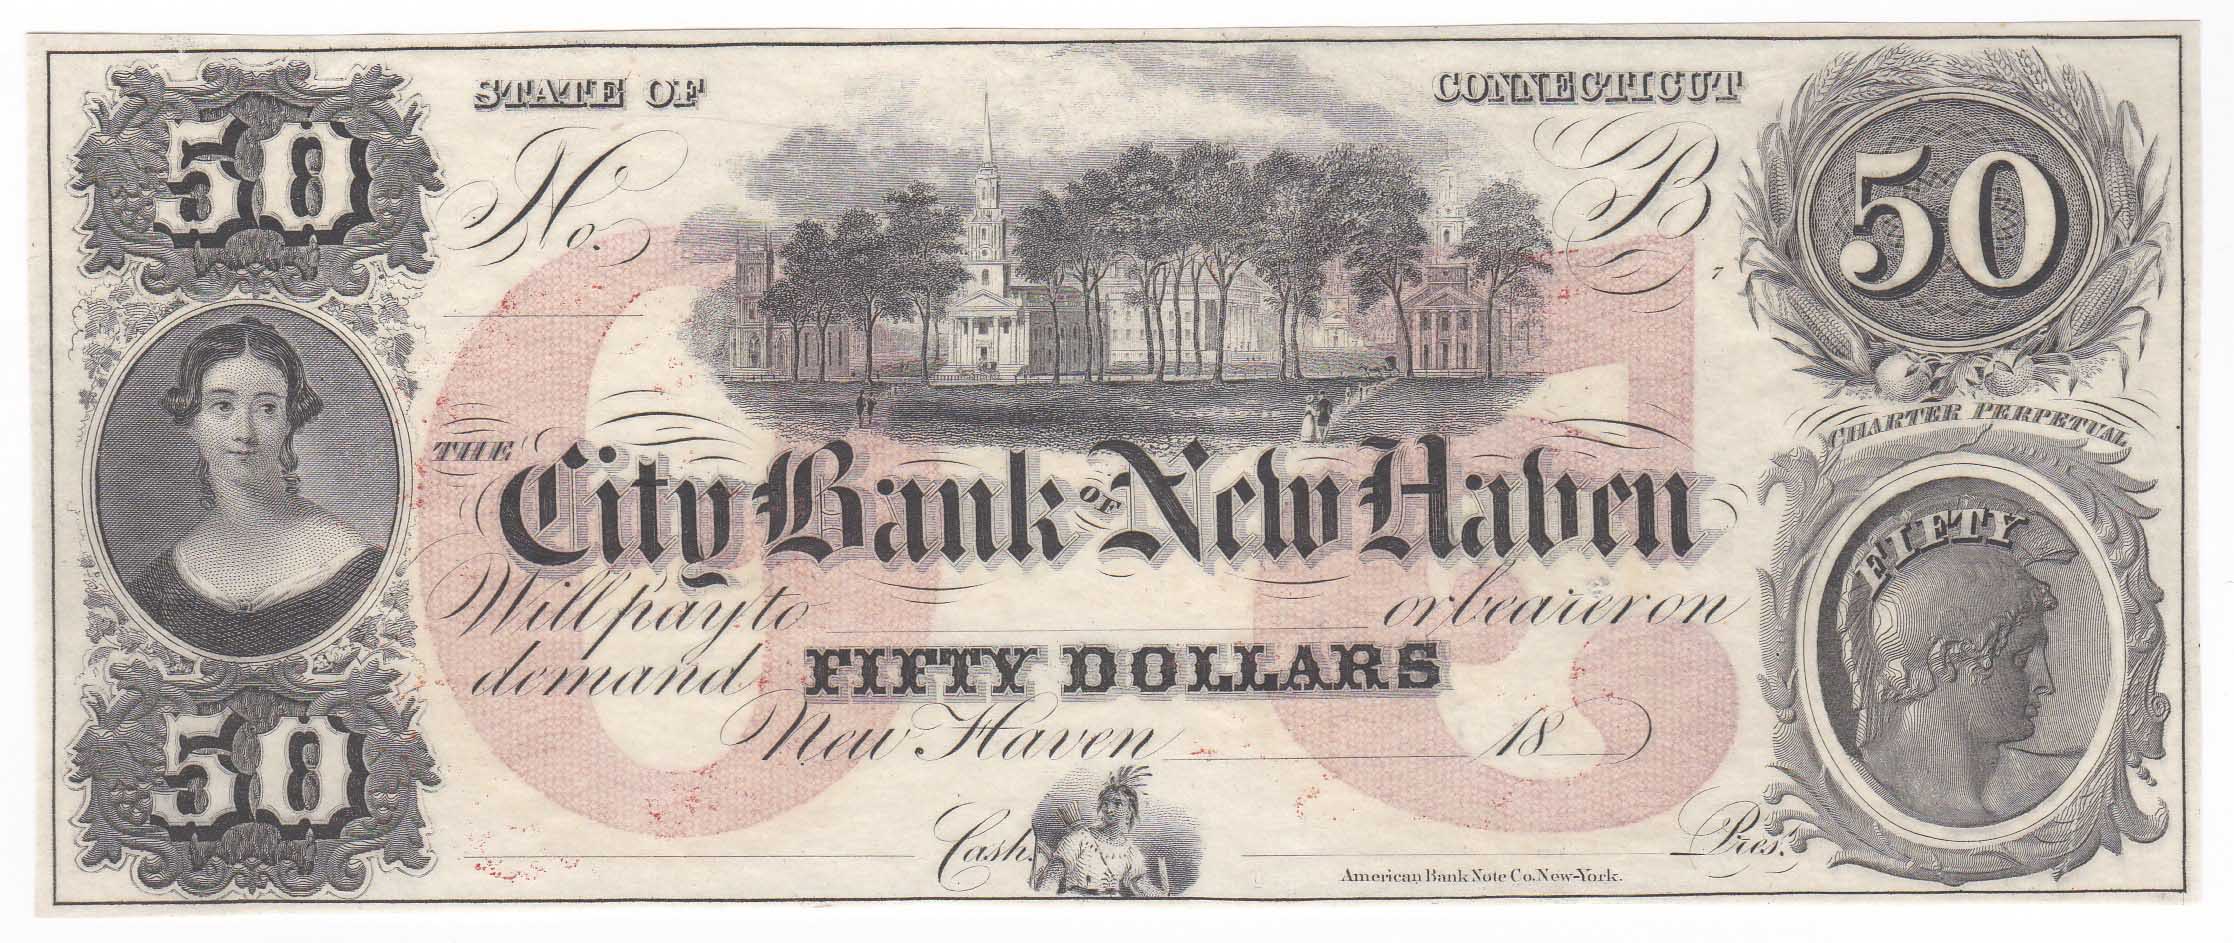 50
STATE OF
CONNECTICUT
No.
B
7
50
CHARTER PERPETUAL
THE City Bank OF New Haven
FIFTY
Will pay to or bearer on
demand FIFTY DOLLARS
New Haven 18
50
Cash.
Pres.
American Bank Note Co. New-York.